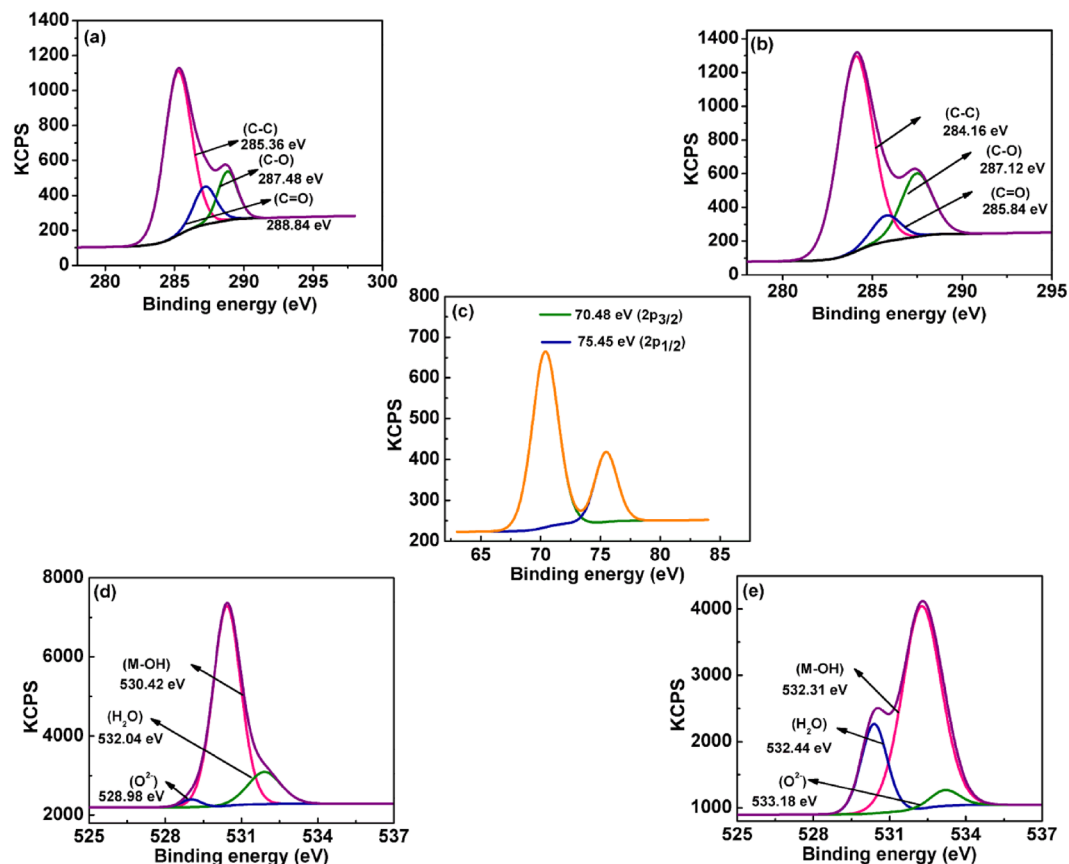 (a)
1400
1200
1000
800
600
400
200
0
KCPS
(C-C)
285.36 eV
(C-O)
287.48 eV
(C=O)
288.84 eV
280 285 290 295 300
Binding energy (eV)
(b)
1400
1200
1000
800
600
400
200
0
KCPS
(C-C)
284.16 eV
(C-O)
287.12 eV
(C=O)
285.84 eV
280 285 290 295
Binding energy (eV)
(c)
800
700
600
500
400
300
200
KCPS
70.48 eV (2p3/2)
75.45 eV (2p1/2)
65 70 75 80 85
Binding energy (eV)
(d)
8000
6000
4000
2000
KCPS
(M-OH)
530.42 eV
(H2O)
532.04 eV
(O2-)
528.98 eV
525 528 531 534 537
Binding energy (eV)
(e)
4000
3000
2000
1000
KCPS
(M-OH)
532.31 eV
(H2O)
532.44 eV
(O2-)
533.18 eV
525 528 531 534 537
Binding energy (eV)